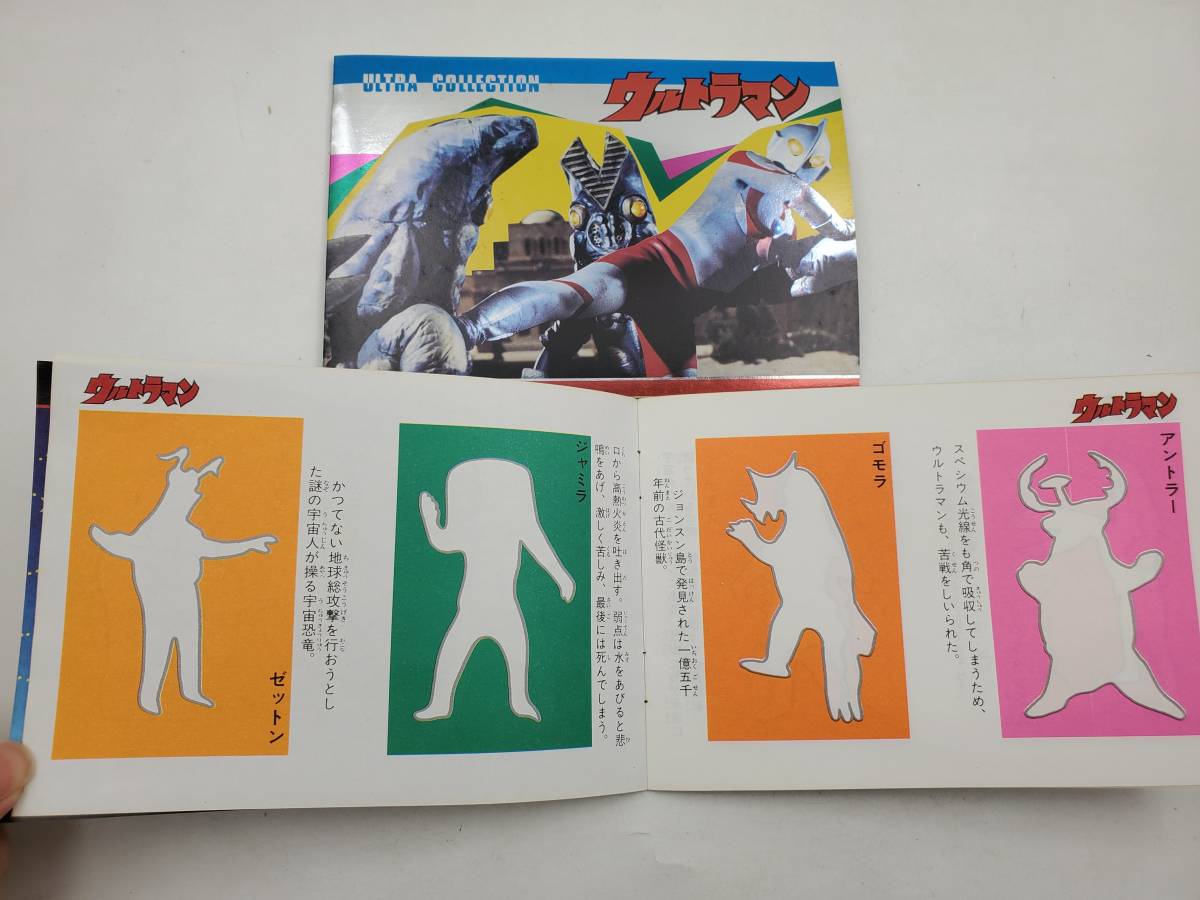 ULTRA COLLECTION
ウルトラマン
ウルトラマン
アントラー
スペシウム光線をも角で吸収してしまうため、
ウルトラマンも、苦戦をしいられた。
ゴモラ
ジョンスン島で発見された一億五千
年前の古代怪獣。
ウルトラマン
ジャミラ
口から高熱火炎を吐き出す。弱点は水をあびると悲
鳴をあげ、激しく苦しみ、最後には死んでしまう。
ゼットン
かつてない地球総攻撃を行おうとし
た謎の宇宙人が操る宇宙恐竜。